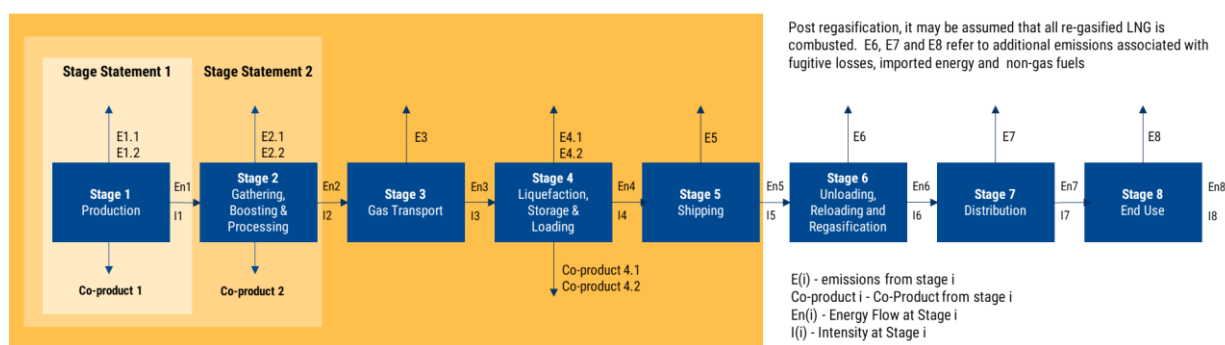 Post regasification, it may be assumed that all re-gasified LNG is
combusted. E6, E7 and E8 refer to additional emissions associated with
fugitive losses, imported energy and non-gas fuels
Stage Statement 1
Stage Statement 2
E1.1
E1.2
E2.1
E2.2
E3
E4.1
E4.2
E5
E6
E7
E8
Stage 1
Production
En1
I1
Stage 2
Gathering,
Boosting &
Processing
En2
I2
Stage 3
Gas Transport
En3
I3
Stage 4
Liquefaction,
Storage &
Loading
En4
I4
Stage 5
Shipping
En5
I5
Stage 6
Unloading,
Reloading and
Regasification
En6
I6
Stage 7
Distribution
En7
I7
Stage 8
End Use
En8
I8
Co-product 1
Co-product 2
Co-product 4.1
Co-product 4.2
E(i) - emissions from stage i
Co-product i - Co-Product from stage i
En(i) - Energy Flow at Stage i
I(i) - Intensity at Stage i